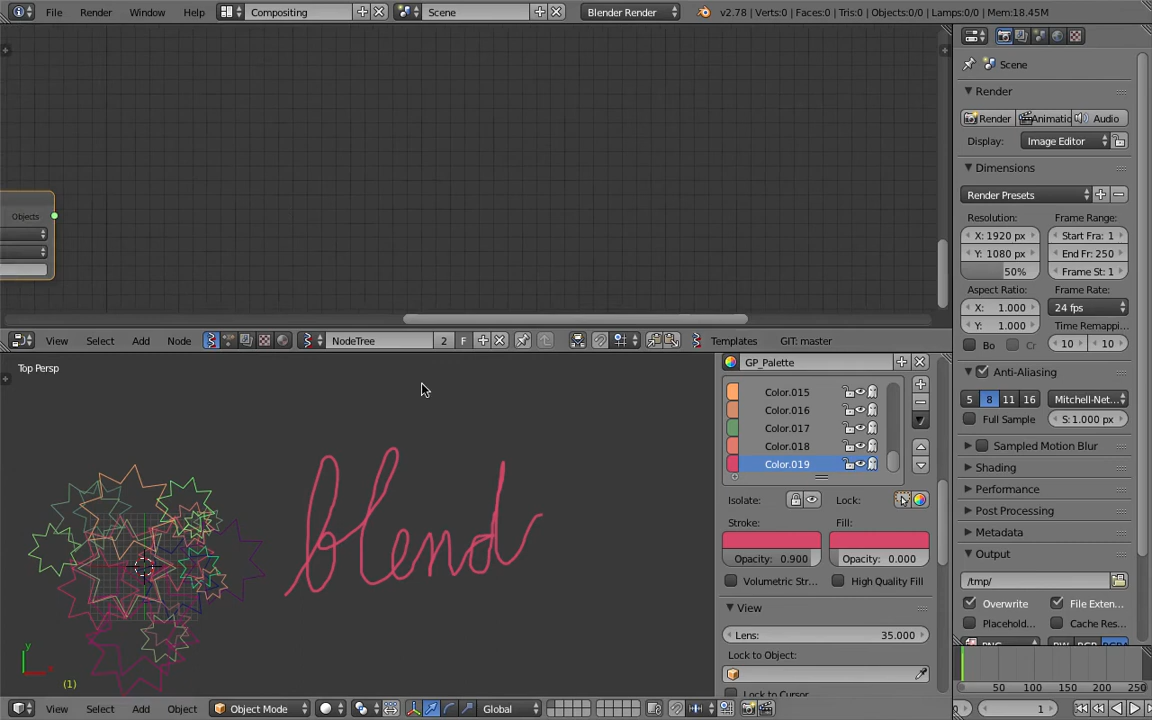 File Render Window Help Compositing Scene Blender Render v2.78 | Verts:0 | Faces:0 | Tris:0 | Objects:0/0 | Lamps:0/0 | Mem:18.45M
Scene
Render
Render Animatic Audio
Display: Image Editor
Dimensions
Render Presets
Resolution: Frame Range:
X: 1920 px Start Fra: 1
Y: 1080 px End Fr: 250
50% Frame St: 1
Aspect Ratio: Frame Rate:
X: 1.000 24 fps
Y: 1.000 Time Remappi...
Bo Cr 10 10
Anti-Aliasing
5 8 11 16 Mitchell-Net...
Full Sample S: 1.000 px
Sampled Motion Blur
Shading
Performance
Post Processing
Metadata
Output
/tmp/
Overwrite File Exten...
Placehold... Cache Res...
Objects
View Select Add Node NodeTree 2 F Templates GIT: master
Top Persp
blend
(1)
y
GP_Palette
Color.015
Color.016
Color.017
Color.018
Color.019
Isolate: Lock:
Stroke: Fill:
Opacity: 0.900 Opacity: 0.000
Volumetric Str... High Quality Fill
View
Lens: 35.000
Lock to Object:
Lock to Cursor
View Select Add Object Object Mode Global
50 100 150 200 250
1